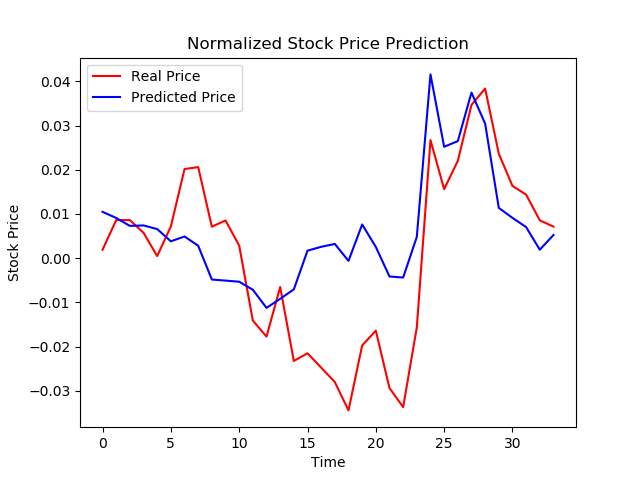 Normalized Stock Price Prediction
Real Price
Predicted Price
Stock Price
0.04
0.03
0.02
0.01
0.00
−0.01
−0.02
−0.03
0 5 10 15 20 25 30
Time